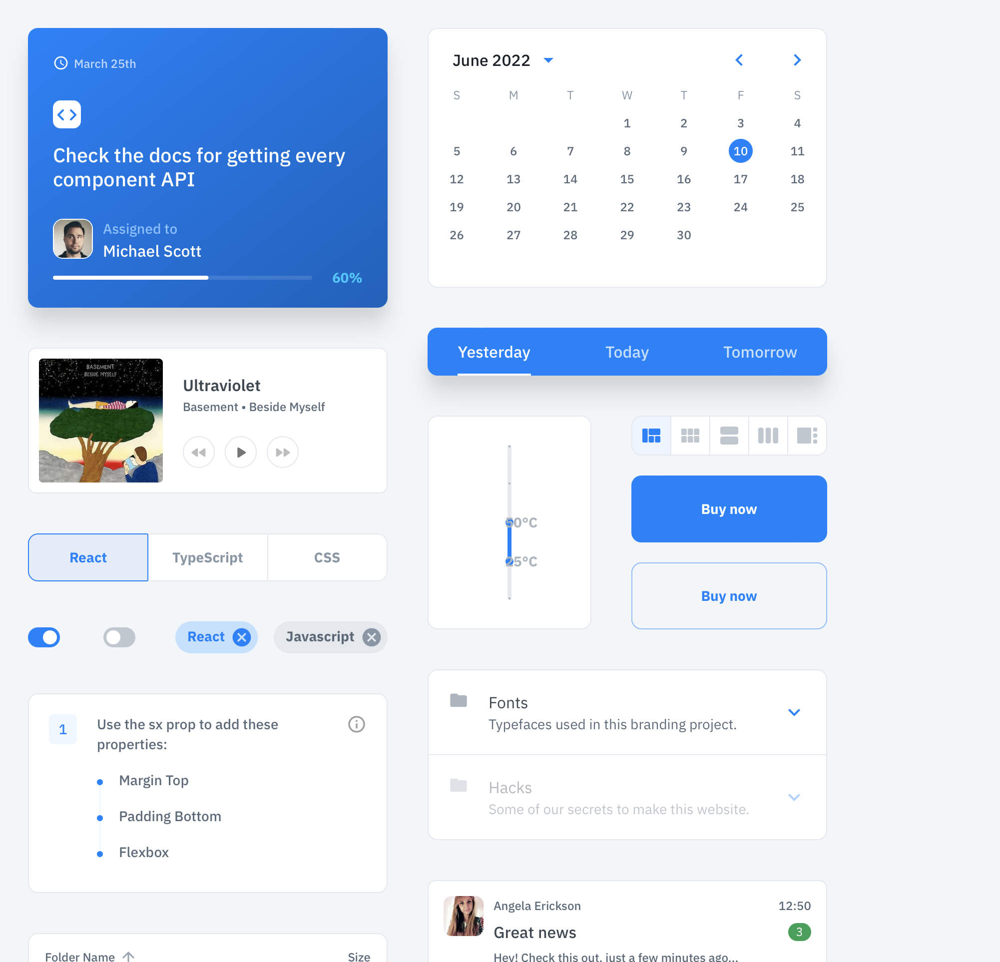 March 25th
Check the docs for getting every
component API
Assigned to
Michael Scott
60%
BASEMENT
BESIDE MYSELF
Ultraviolet
Basement • Beside Myself
React
TypeScript
CSS
React
Javascript
1
Use the sx prop to add these
properties:
Margin Top
Padding Bottom
Flexbox
Folder Name
Size
June 2022
S M T W T F S
1 2 3 4
5 6 7 8 9 10 11
12 13 14 15 16 17 18
19 20 21 22 23 24 25
26 27 28 29 30
Yesterday
Today
Tomorrow
50°C
25°C
Buy now
Buy now
Fonts
Typefaces used in this branding project.
Hacks
Some of our secrets to make this website.
Angela Erickson
12:50
Great news
3
Hey! Check this out, just a few minutes ago...